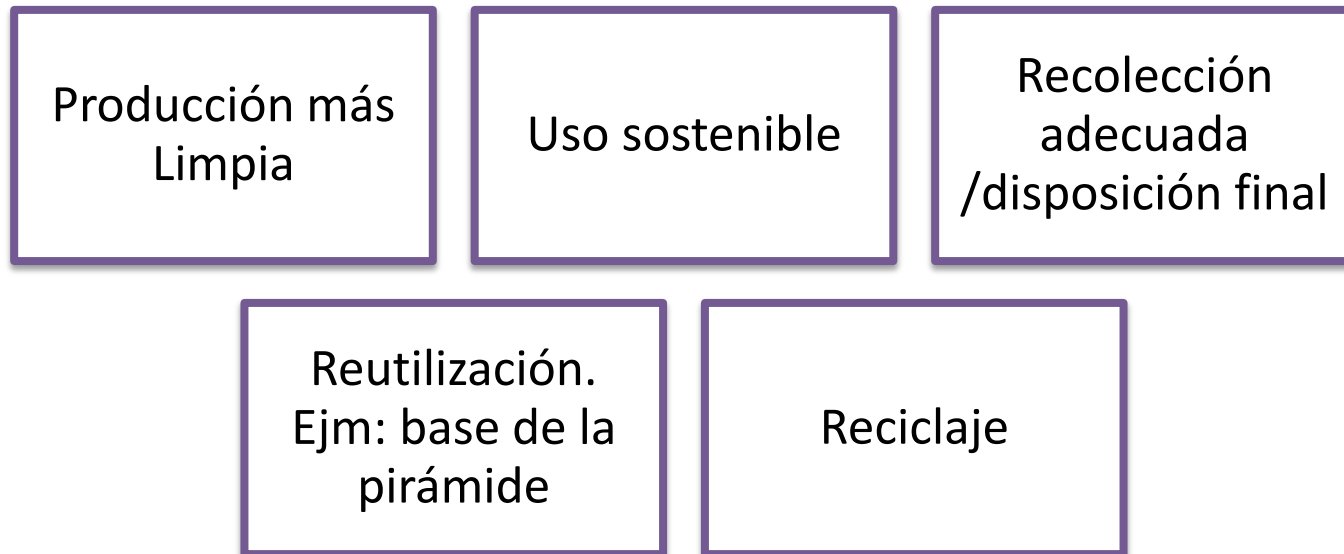 Producción más
Limpia
Uso sostenible
Recolección
adecuada
/disposición final
Reutilización.
Ejm: base de la
pirámide
Reciclaje